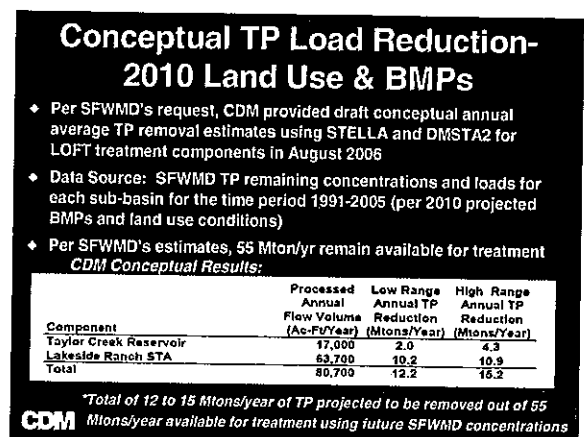 Conceptual TP Load Reduction-
2010 Land Use & BMPs
◆ Per SFWMD's request, CDM provided draft conceptual annual
average TP removal estimates using STELLA and DMSTA2 for
LOFT treatment components in August 2006
◆ Data Source: SFWMD TP remaining concentrations and loads for
each sub-basin for the time period 1991-2005 (per 2010 projected
BMPs and land use conditions)
◆ Per SFWMD's estimates, 55 Mton/yr remain available for treatment
CDM Conceptual Results:
Processed Low Range High Range
Annual Annual TP Annual TP
Flow Volume Reduction Reduction
Component (Ac-Ft/Year) (Mtons/Year) (Mtons/Year)
Taylor Creek Reservoir 17,000 2.0 4.3
Lakeside Ranch STA 63,700 10.2 10.9
Total 80,700 12.2 15.2
*Total of 12 to 15 Mtons/year of TP projected to be removed out of 55
CDM Mtons/year available for treatment using future SFWMD concentrations